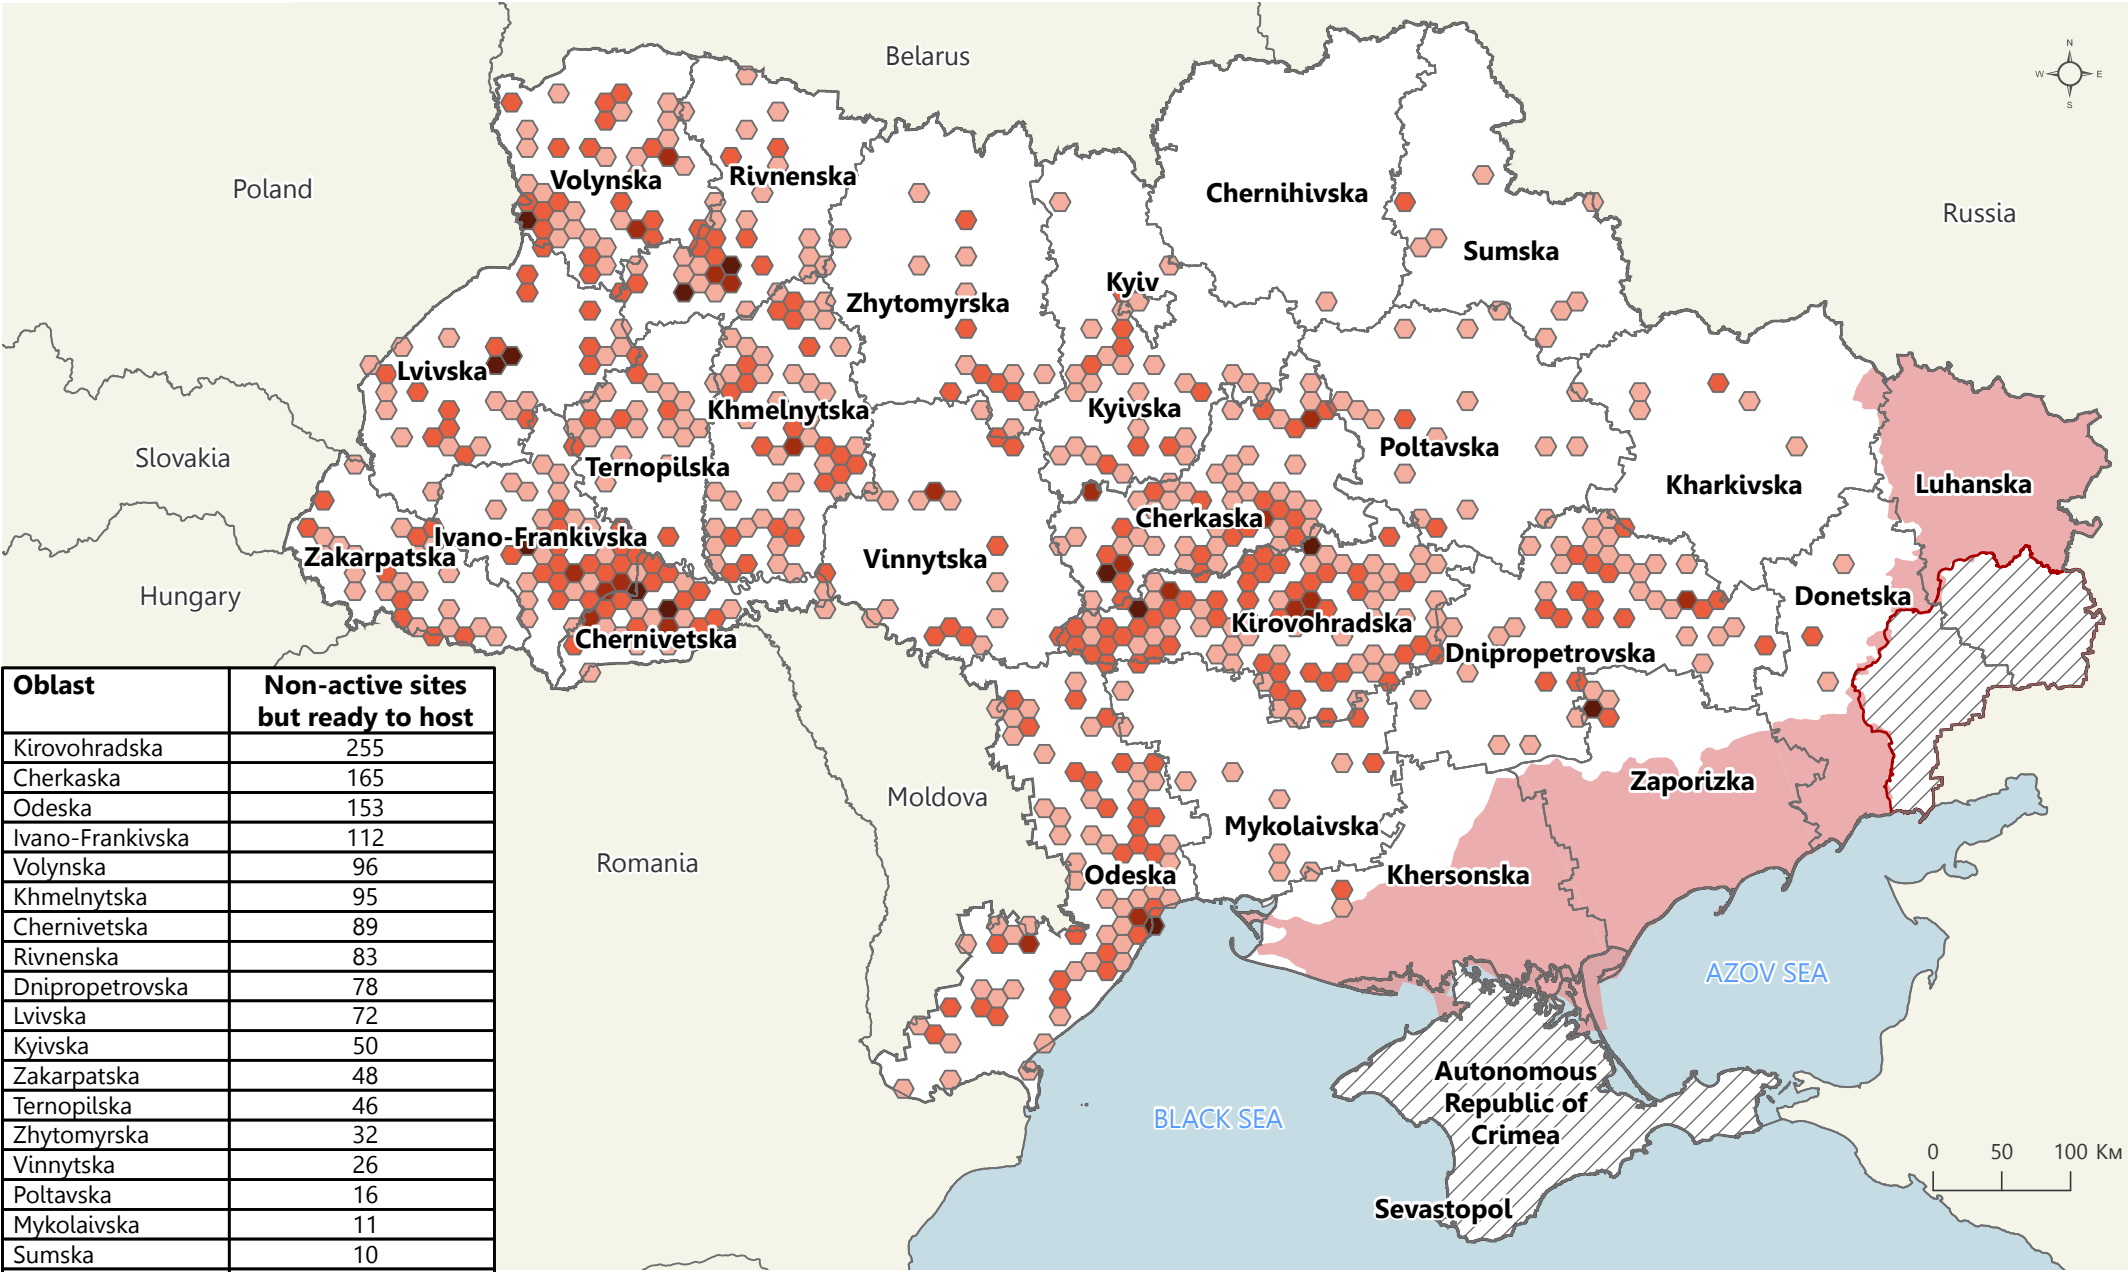 Belarus
N
W E
S
Poland
Russia
Volynska
Rivnenska
Chernihivska
Sumska
Kyiv
Zhytomyrska
Lvivska
Khmelnytska
Kyivska
Slovakia
Ternopilska
Poltavska
Kharkivska
Luhanska
Cherkaska
Ivano-Frankivska
Zakarpatska
Vinnytska
Hungary
Donetska
Chernivetska
Kirovohradska
Dnipropetrovska
Moldova
Zaporizka
Mykolaivska
Romania
Odeska
Khersonska
AZOV SEA
Autonomous
Republic of
Crimea
BLACK SEA
Sevastopol
0 50 100 Км
Oblast Non-active sites
but ready to host
Kirovohradska 255
Cherkaska 165
Odeska 153
Ivano-Frankivska 112
Volynska 96
Khmelnytska 95
Chernivetska 89
Rivnenska 83
Dnipropetrovska 78
Lvivska 72
Kyivska 50
Zakarpatska 48
Ternopilska 46
Zhytomyrska 32
Vinnytska 26
Poltavska 16
Mykolaivska 11
Sumska 10